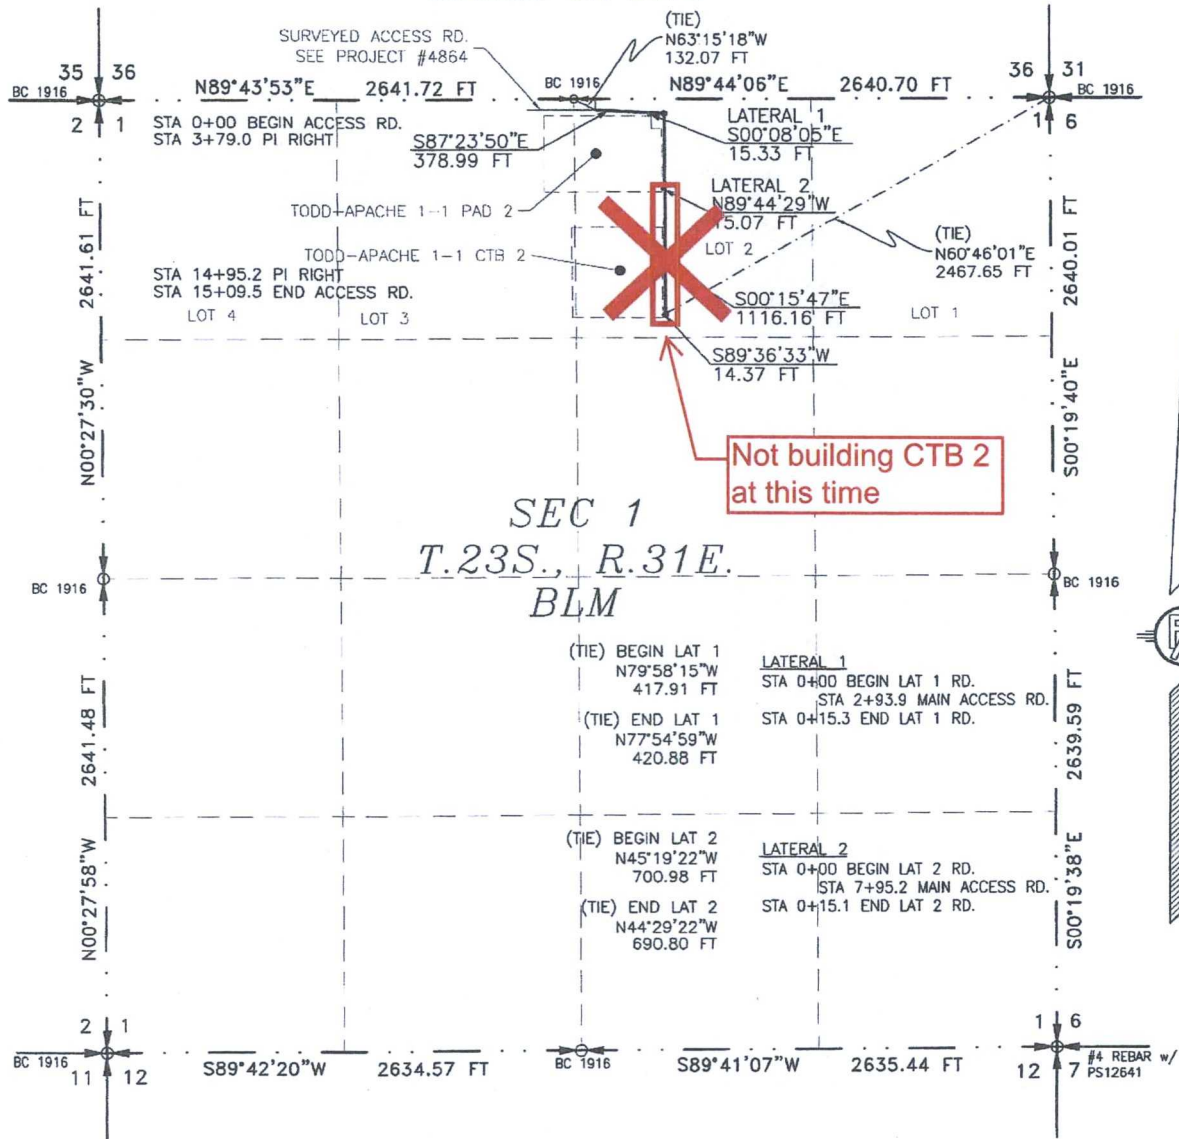 SURVEYED ACCESS RD.
SEE PROJECT #4864
(TIE)
N63°15'18"W
132.07 FT
35 36
BC 1916
N89°43'53"E 2641.72 FT
BC 1916
N89°44'06"E 2640.70 FT
36 31
BC 1916
2 1
1 6
STA 0+00 BEGIN ACCESS RD.
STA 3+79.0 PI RIGHT
S87°23'50"E
378.99 FT
LATERAL 1
S00°08'05"E
15.33 FT
LATERAL 2
N89°44'29"W
15.07 FT
TODD-APACHE 1-1 PAD 2
LOT 2
(TIE)
N60°46'01"E
2467.65 FT
TODD-APACHE 1-1 CTB 2
STA 14+95.2 PI RIGHT
STA 15+09.5 END ACCESS RD.
S00°15'47"E
1116.16 FT
LOT 4
LOT 3
LOT 1
S89°36'33"W
14.37 FT
N00°27'30"W 2641.61 FT
S00°19'40"E 2640.01 FT
Not building CTB 2
at this time
SEC 1
T.23S., R.31E.
BLM
BC 1916
BC 1916
(TIE) BEGIN LAT 1
N79°58'15"W
417.91 FT
(TIE) END LAT 1
N77°54'59"W
420.88 FT
LATERAL 1
STA 0+00 BEGIN LAT 1 RD.
STA 2+93.9 MAIN ACCESS RD.
STA 0+15.3 END LAT 1 RD.
N00°27'58"W 2641.48 FT
S00°19'38"E 2639.59 FT
(TIE) BEGIN LAT 2
N45°19'22"W
700.98 FT
(TIE) END LAT 2
N44°29'22"W
690.80 FT
LATERAL 2
STA 0+00 BEGIN LAT 2 RD.
STA 7+95.2 MAIN ACCESS RD.
STA 0+15.1 END LAT 2 RD.
2 1
BC 1916
11 12
S89°42'20"W 2634.57 FT
BC 1916
S89°41'07"W 2635.44 FT
1 6
12 7
#4 REBAR w/
PS12641